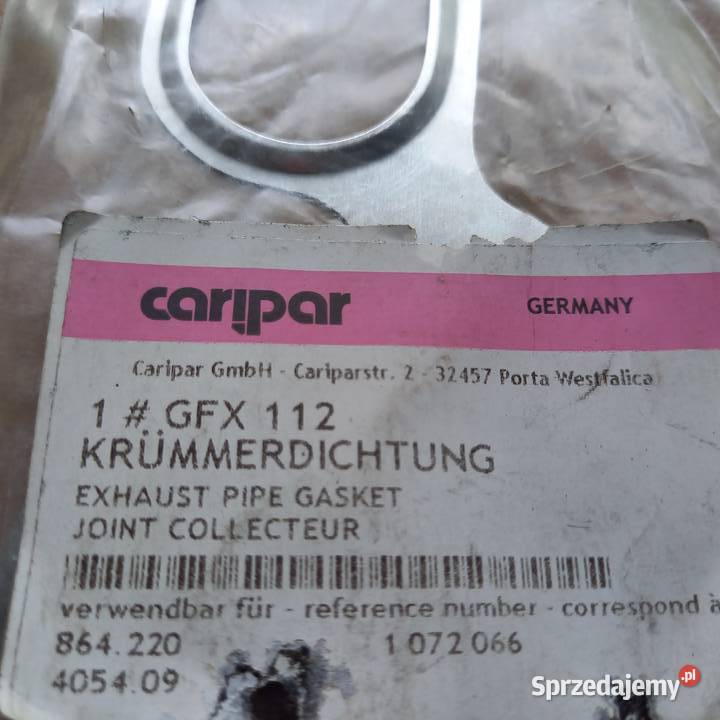 caripar GERMANY
Caripar GmbH - Cariparstr. 2 - 32457 Porta Westfalica
1 # GFX 112
KRÜMMERDICHTUNG
EXHAUST PIPE GASKET
JOINT COLLECTEUR
verwendbar für - reference number - correspond à
864.220 1 072 066
4054.09
Sprzedajemy.pl